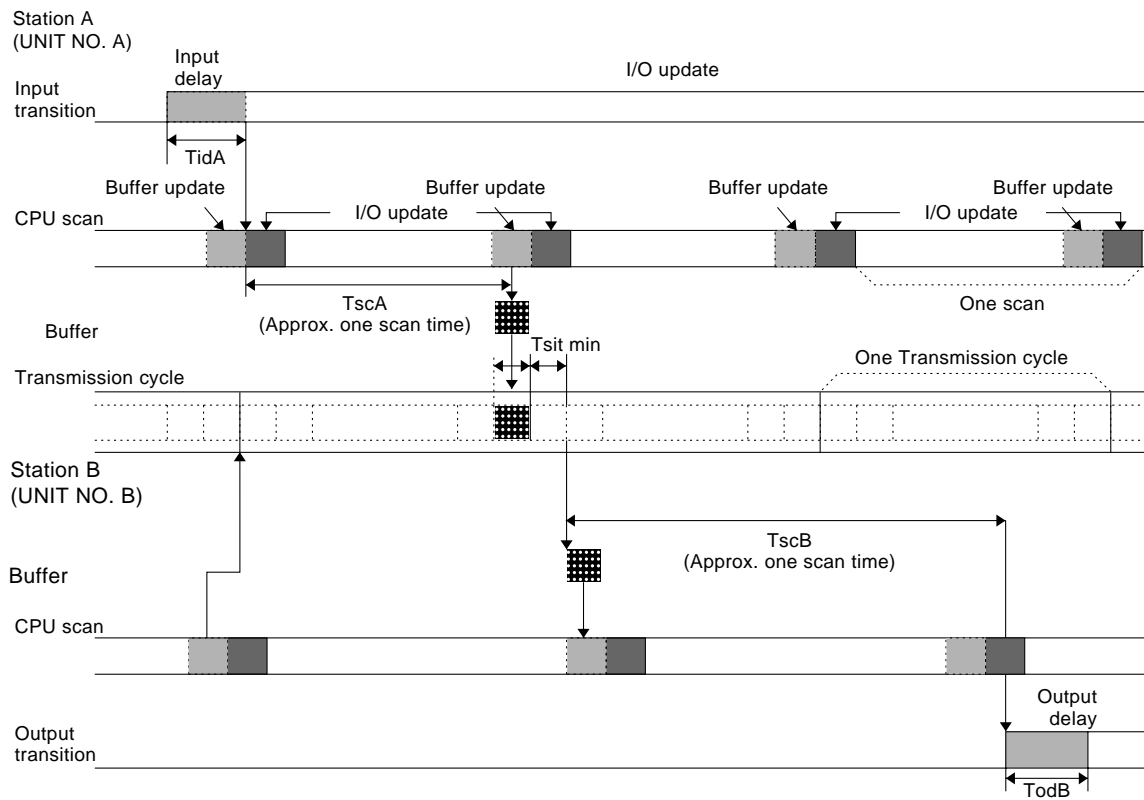 Station A
(UNIT NO. A)
Input
delay
I/O update
Input
transition
TidA
Buffer update
Buffer update
Buffer update
Buffer update
CPU scan
I/O update
I/O update
TscA
(Approx. one scan time)
One scan
Buffer
Tsit min
One Transmission cycle
Transmission cycle
Station B
(UNIT NO. B)
TscB
(Approx. one scan time)
Buffer
CPU scan
Output
delay
Output
transition
TodB